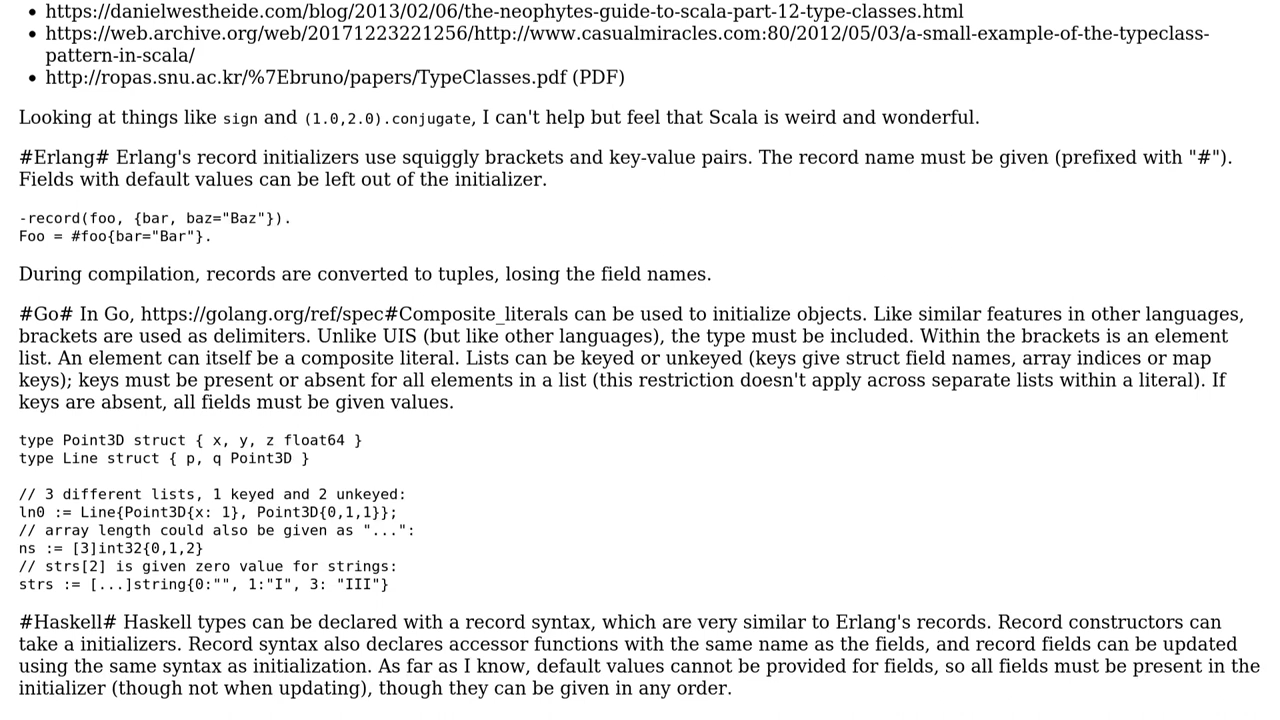 • https://danielwestheide.com/blog/2013/02/06/the-neophytes-guide-to-scala-part-12-type-classes.html
• https://web.archive.org/web/20171223221256/http://www.casualmiracles.com:80/2012/05/03/a-small-example-of-the-typeclass-
pattern-in-scala/
• http://ropas.snu.ac.kr/%7Ebruno/papers/TypeClasses.pdf (PDF)
Looking at things like sign and (1.0,2.0).conjugate, I can't help but feel that Scala is weird and wonderful.
#Erlang# Erlang's record initializers use squiggly brackets and key-value pairs. The record name must be given (prefixed with "#").
Fields with default values can be left out of the initializer.
-record(foo, {bar, baz="Baz"}).
Foo = #foo{bar="Bar"}.
During compilation, records are converted to tuples, losing the field names.
#Go# In Go, https://golang.org/ref/spec#Composite_literals can be used to initialize objects. Like similar features in other languages,
brackets are used as delimiters. Unlike UIS (but like other languages), the type must be included. Within the brackets is an element
list. An element can itself be a composite literal. Lists can be keyed or unkeyed (keys give struct field names, array indices or map
keys); keys must be present or absent for all elements in a list (this restriction doesn't apply across separate lists within a literal). If
keys are absent, all fields must be given values.
type Point3D struct { x, y, z float64 }
type Line struct { p, q Point3D }
// 3 different lists, 1 keyed and 2 unkeyed:
ln0 := Line{Point3D{x: 1}, Point3D{0,1,1}};
// array length could also be given as "...":
ns := [3]int32{0,1,2}
// strs[2] is given zero value for strings:
strs := [...]string{0:"", 1:"I", 3: "III"}
#Haskell# Haskell types can be declared with a record syntax, which are very similar to Erlang's records. Record constructors can
take a initializers. Record syntax also declares accessor functions with the same name as the fields, and record fields can be updated
using the same syntax as initialization. As far as I know, default values cannot be provided for fields, so all fields must be present in the
initializer (though not when updating), though they can be given in any order.